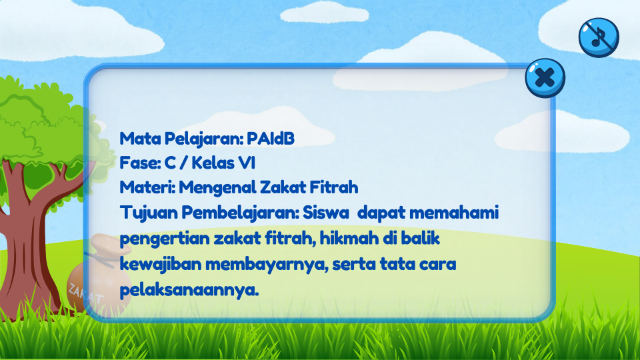 Mata Pelajaran: PAIdB
Fase: C / Kelas VI
Materi: Mengenal Zakat Fitrah
Tujuan Pembelajaran: Siswa  dapat memahami
pengertian zakat fitrah, hikmah di balik
kewajiban membayarnya, serta tata cara
pelaksanaannya.
ZAKAT